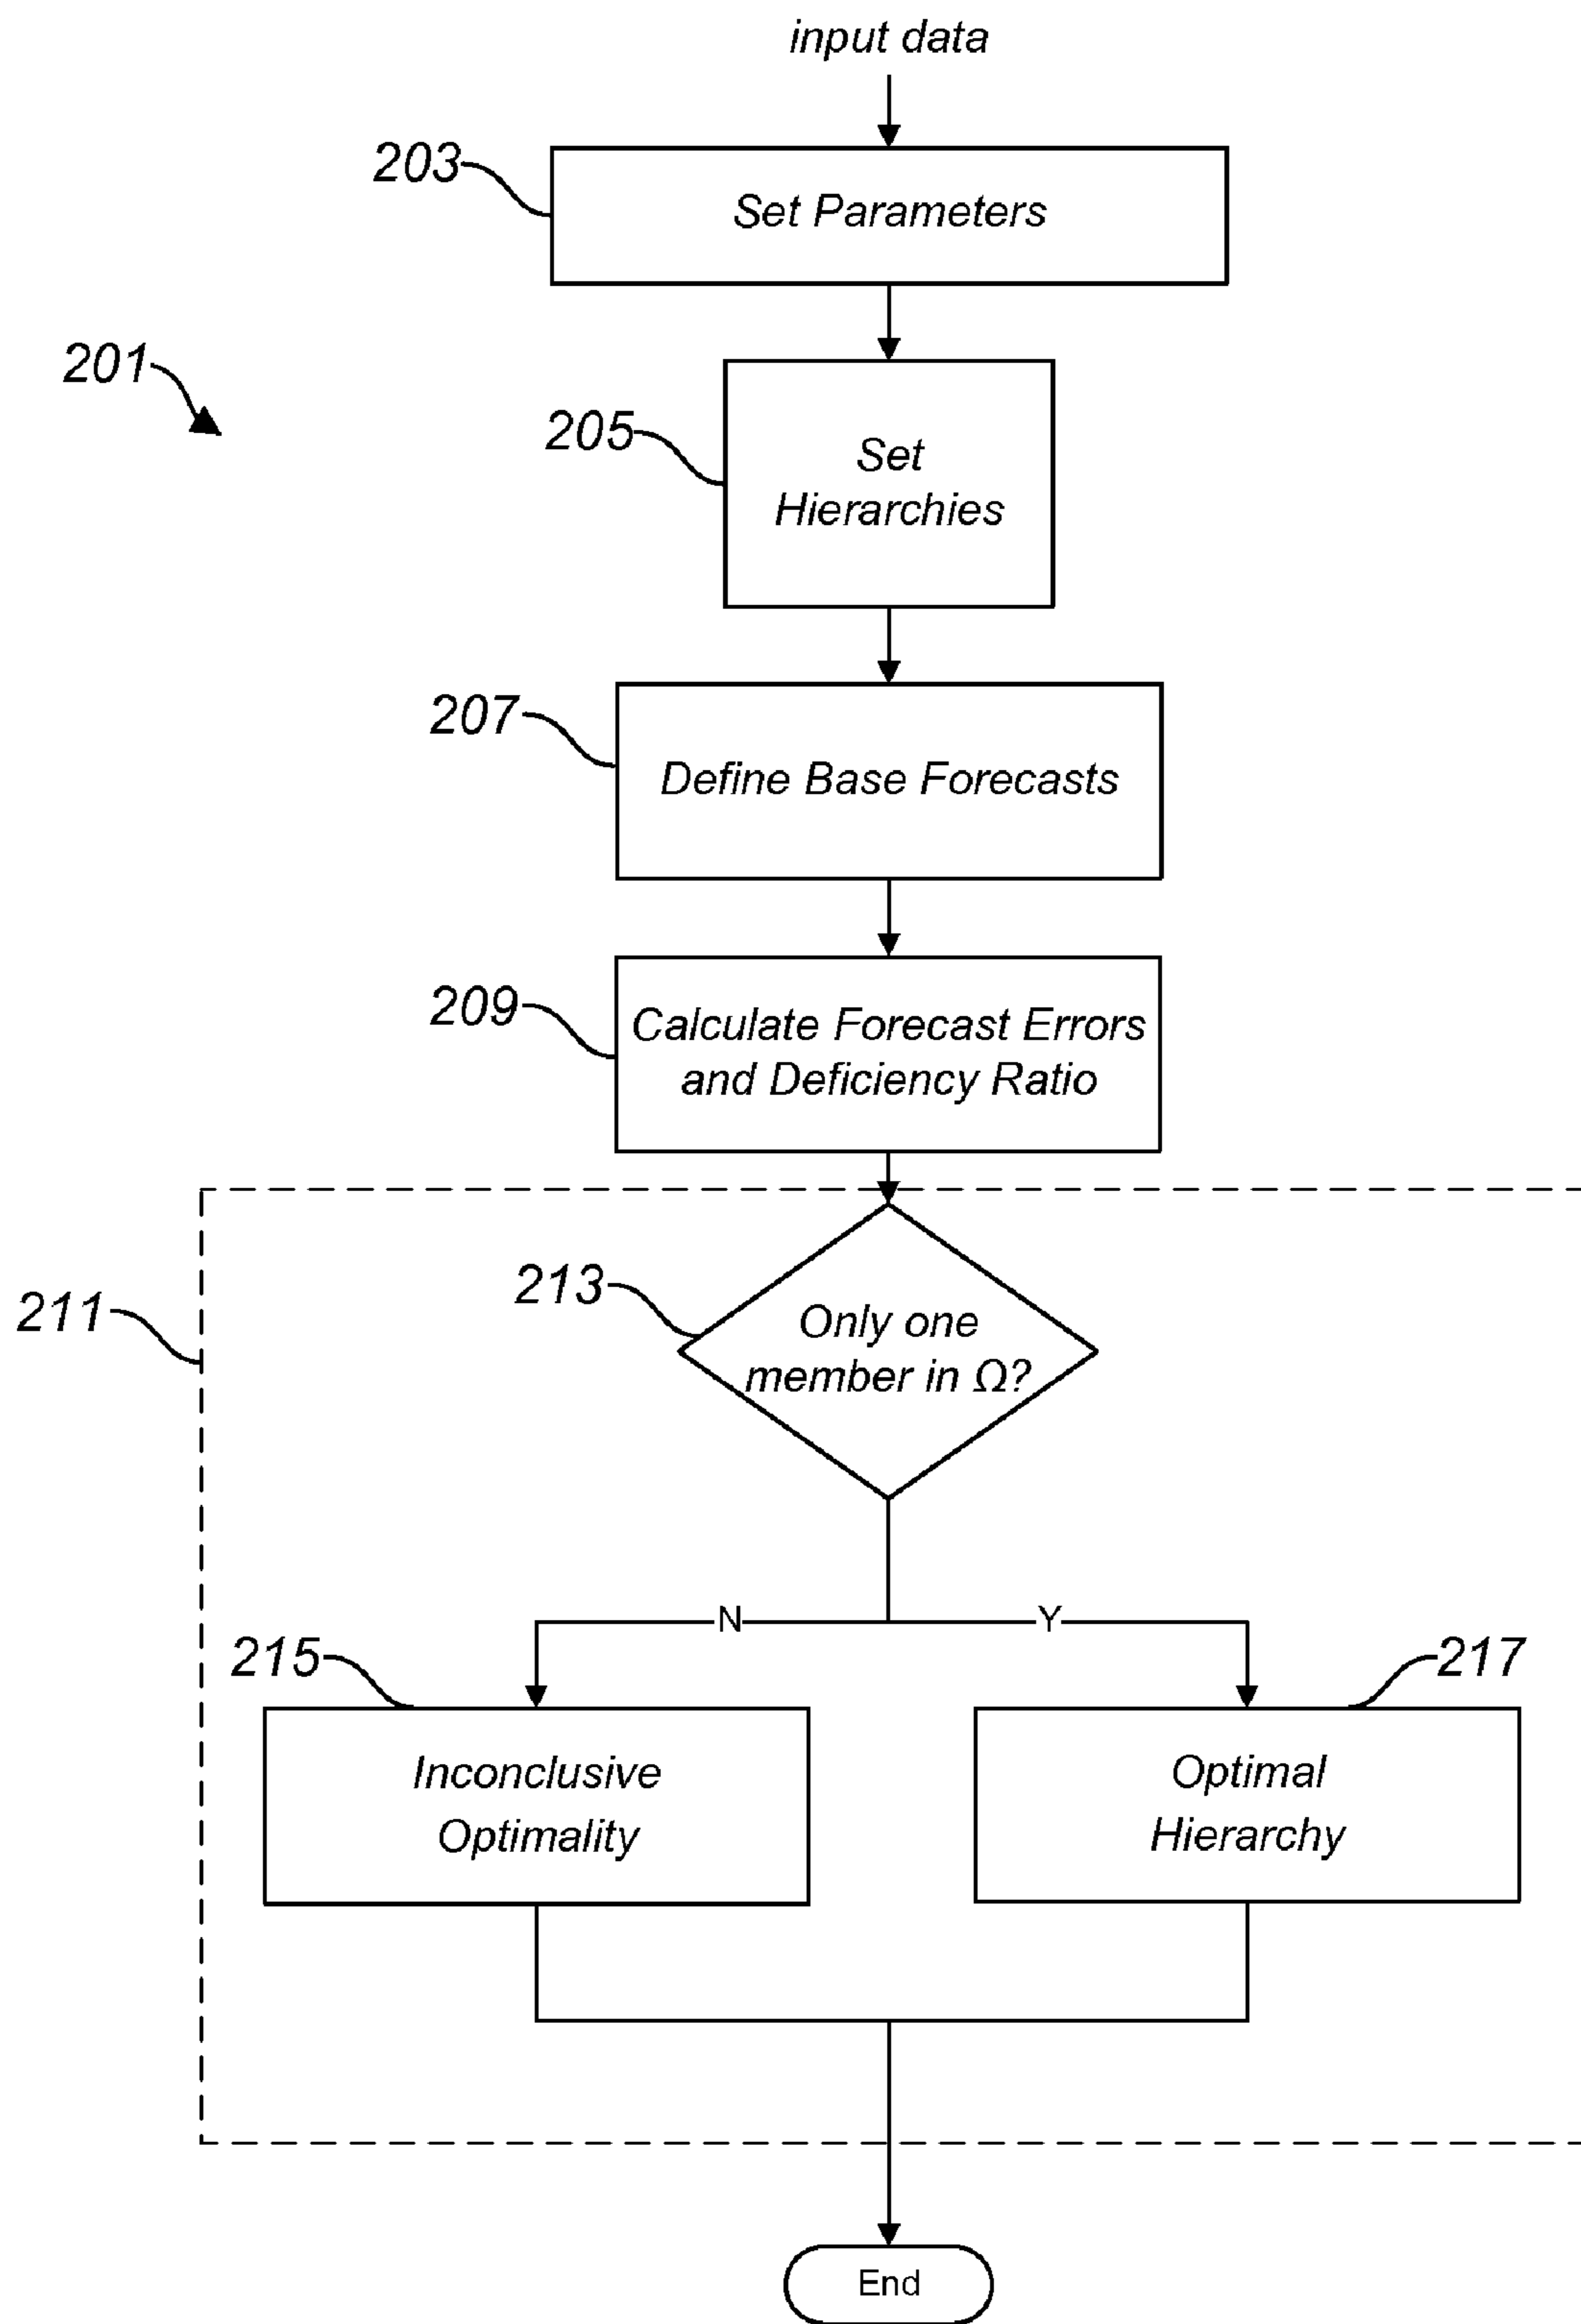 input data
203
Set Parameters
201
205
Set
Hierarchies
207
Define Base Forecasts
209
Calculate Forecast Errors
and Deficiency Ratio
211
213
Only one
member in Ω?
N
Y
215
217
Inconclusive
Optimality
Optimal
Hierarchy
End